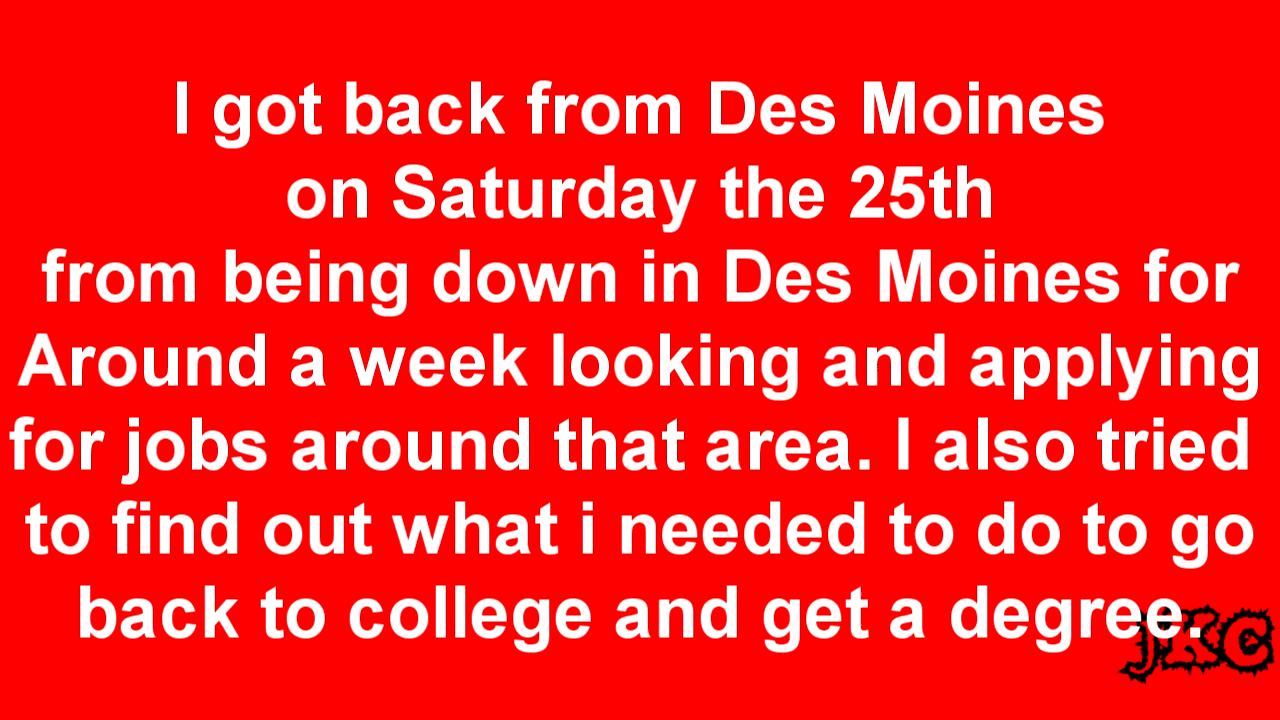 I got back from Des Moines
on Saturday the 25th
from being down in Des Moines for
Around a week looking and applying
for jobs around that area. I also tried
to find out what i needed to do to go
back to college and get a degree.
JKC